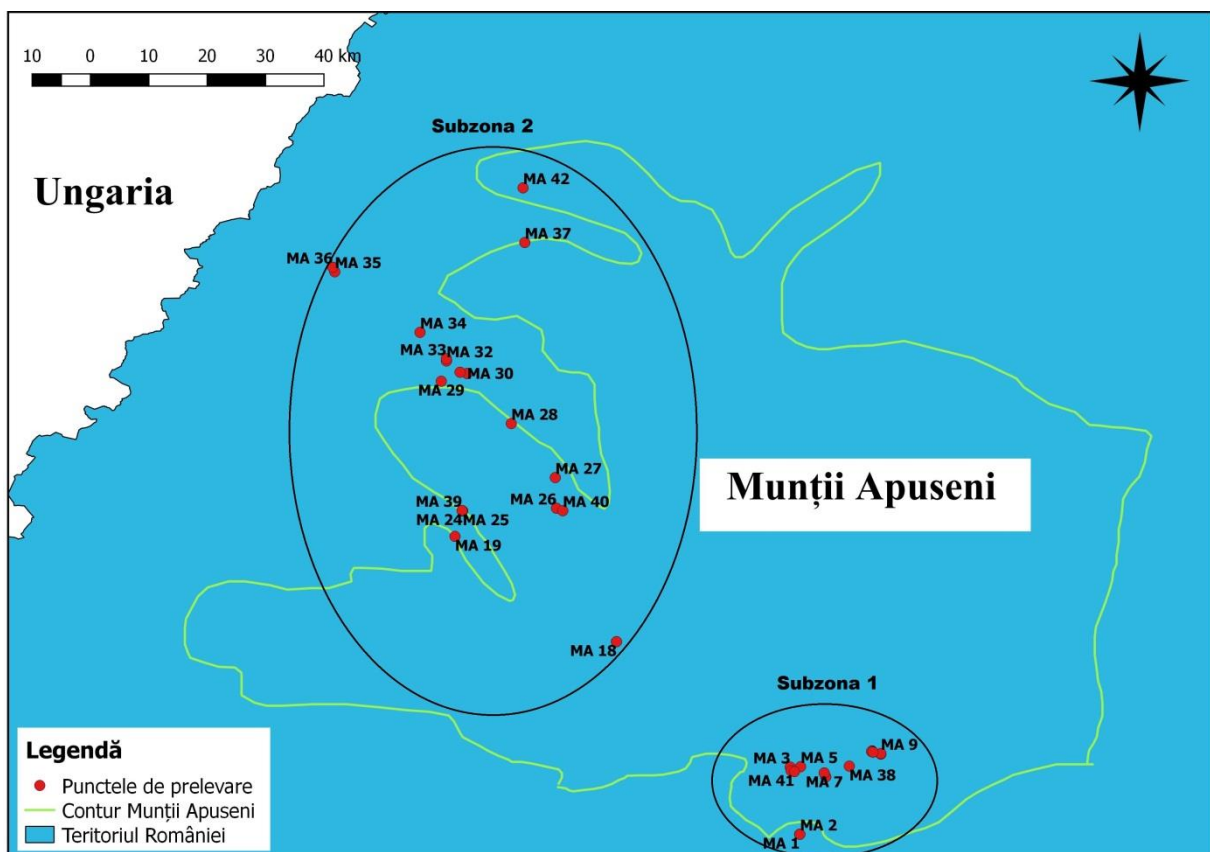 10 0 10 20 30 40 km
Subzona 2
Ungaria
MA 42
MA 37
MA 36 MA 35
MA 34
MA 33 MA 32
MA 30
MA 29
MA 28
MA 27
MA 26 MA 40
MA 39
MA 24 MA 25
MA 19
Munții Apuseni
MA 18
Subzona 1
MA 9
MA 3 MA 5
MA 41 MA 7 MA 38
MA 2
MA 1
Legendă
Punctele de prelevare
Contur Munții Apuseni
Teritoriul României